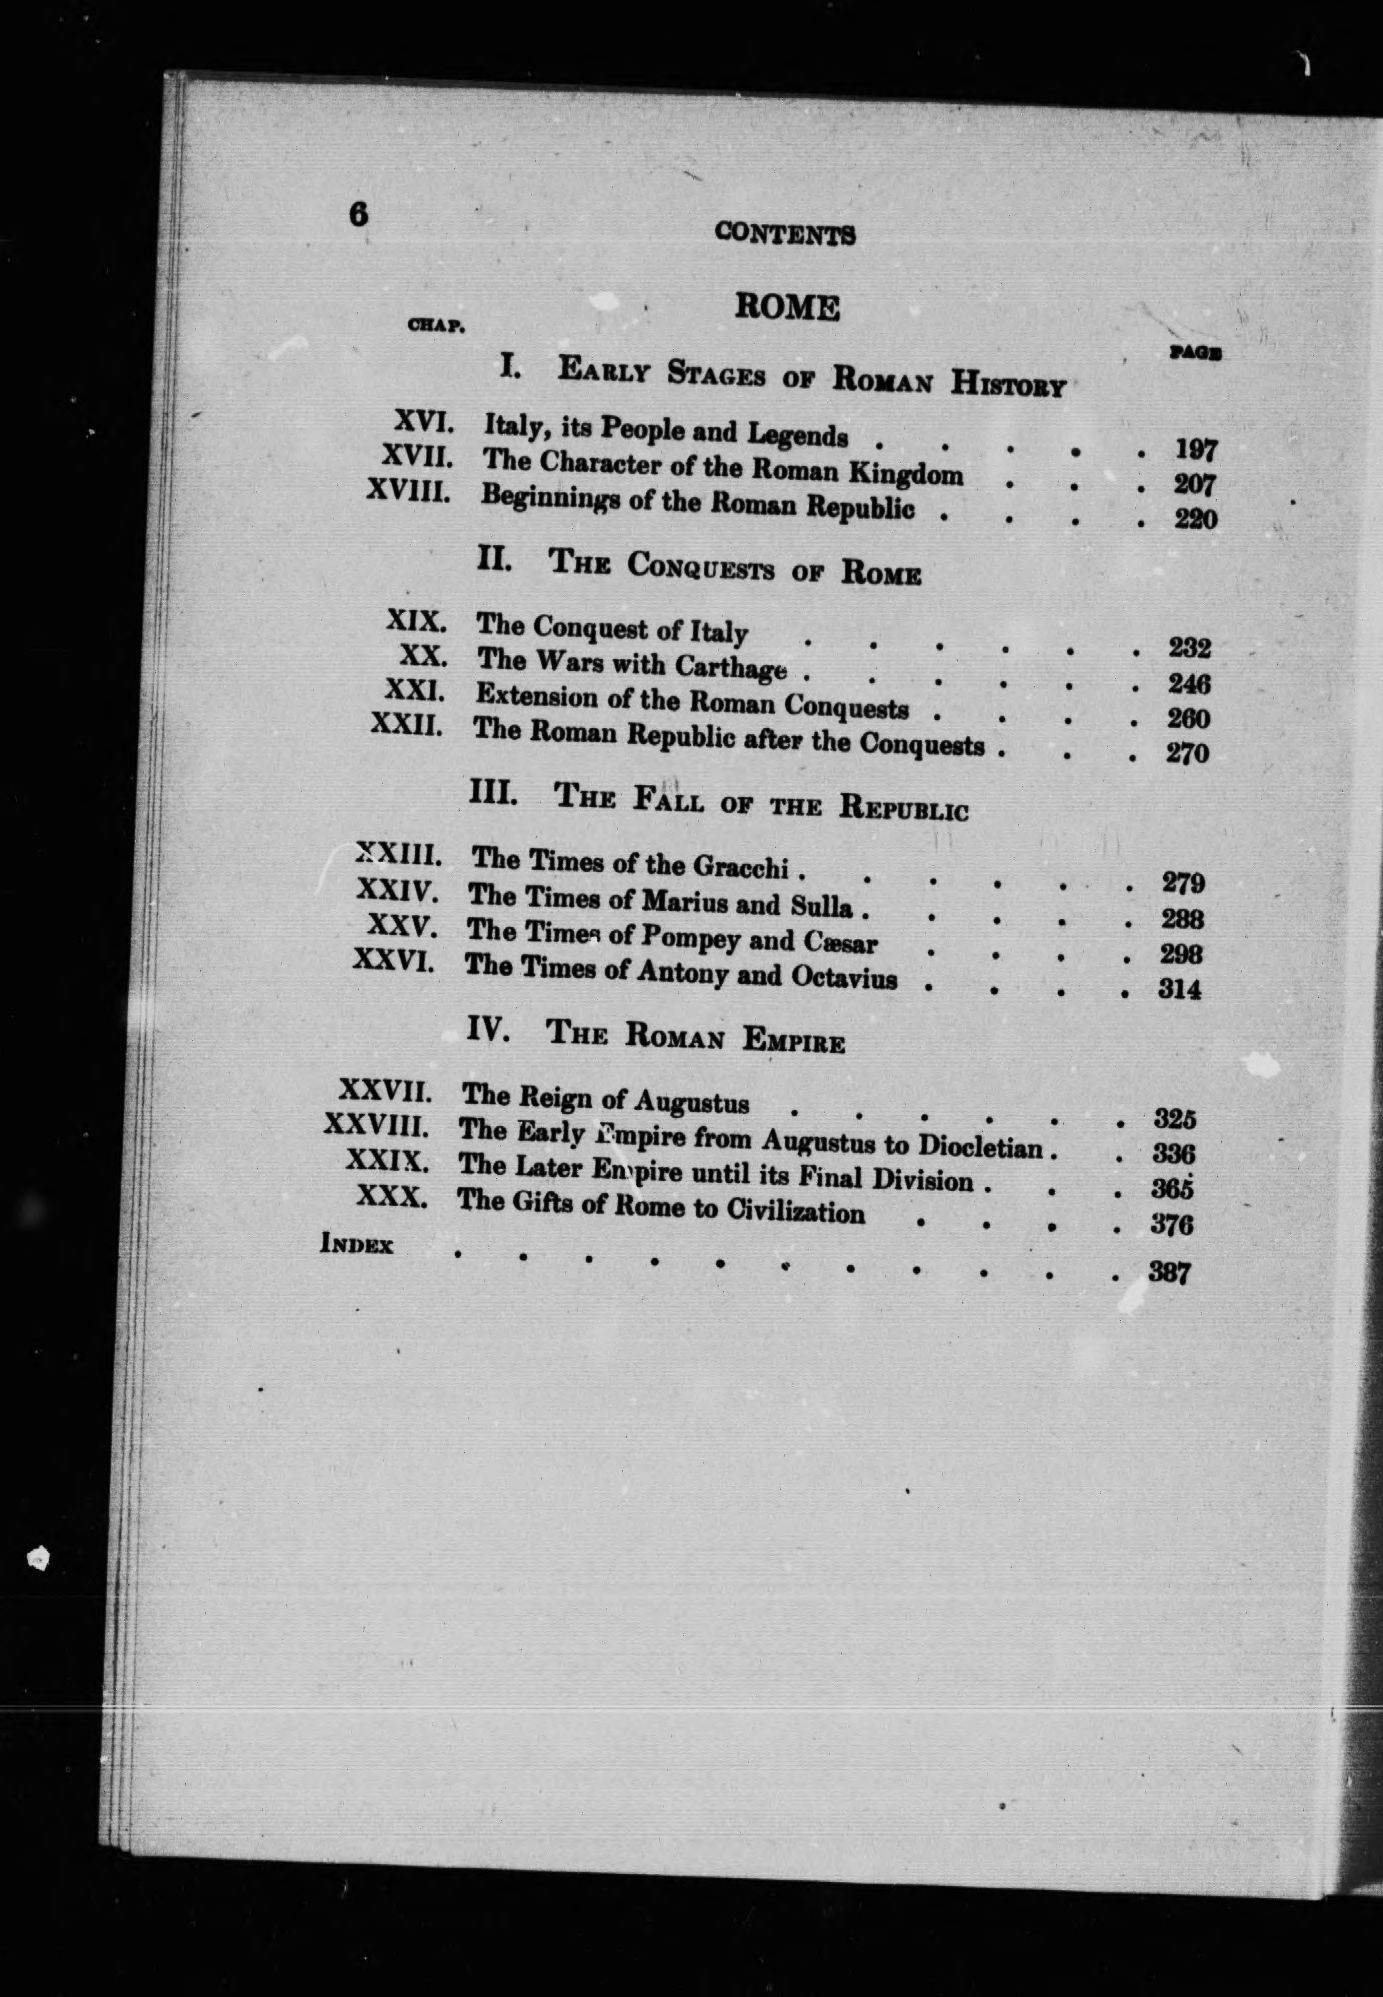 6
CONTENTS
ROME
CHAP.
PAGE
I. EARLY STAGES OF ROMAN HISTORY
XVI. Italy, its People and Legends . . . . . 197
XVII. The Character of the Roman Kingdom . . . 207
XVIII. Beginnings of the Roman Republic . . . . 220
II. THE CONQUESTS OF ROME
XIX. The Conquest of Italy . . . . . . 232
XX. The Wars with Carthage . . . . . . 246
XXI. Extension of the Roman Conquests . . . . 260
XXII. The Roman Republic after the Conquests . . . 270
III. THE FALL OF THE REPUBLIC
XXIII. The Times of the Gracchi . . . . . . 279
XXIV. The Times of Marius and Sulla . . . . . 288
XXV. The Times of Pompey and Cæsar . . . . 298
XXVI. The Times of Antony and Octavius . . . . 314
IV. THE ROMAN EMPIRE
XXVII. The Reign of Augustus . . . . . . 325
XXVIII. The Early Empire from Augustus to Diocletian . . 336
XXIX. The Later Empire until its Final Division . . . 365
XXX. The Gifts of Rome to Civilization . . . . 376
INDEX . . . . . . . . . . . 387